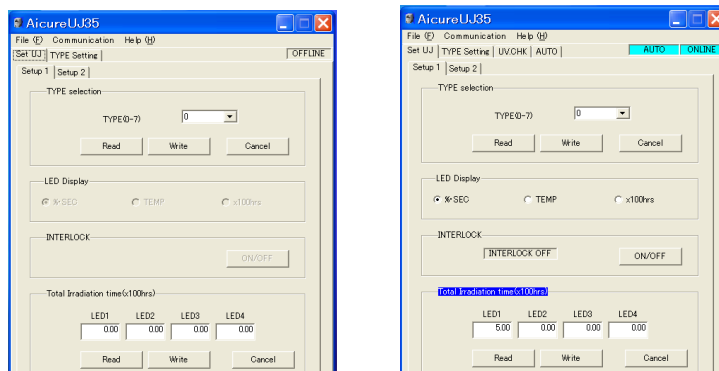 AicureUJ35
File (F) Communication Help (H)
Set UJ TYPE Setting OFFLINE
Setup 1 Setup 2
TYPE selection
TYPE(0-7) 0
Read Write Cancel
LED Display
%･SEC TEMP x100hrs
INTERLOCK
ON/OFF
Total Irradiation time(x100hrs)
LED1 LED2 LED3 LED4
0.00 0.00 0.00 0.00
Read Write Cancel
AicureUJ35
File (F) Communication Help (H)
Set UJ TYPE Setting UV.CHK AUTO AUTO ONLINE
Setup 1 Setup 2
TYPE selection
TYPE(0-7) 0
Read Write Cancel
LED Display
%･SEC TEMP x100hrs
INTERLOCK
INTERLOCK OFF ON/OFF
Total Irradiation time(x100hrs)
LED1 LED2 LED3 LED4
5.00 0.00 0.00 0.00
Read Write Cancel